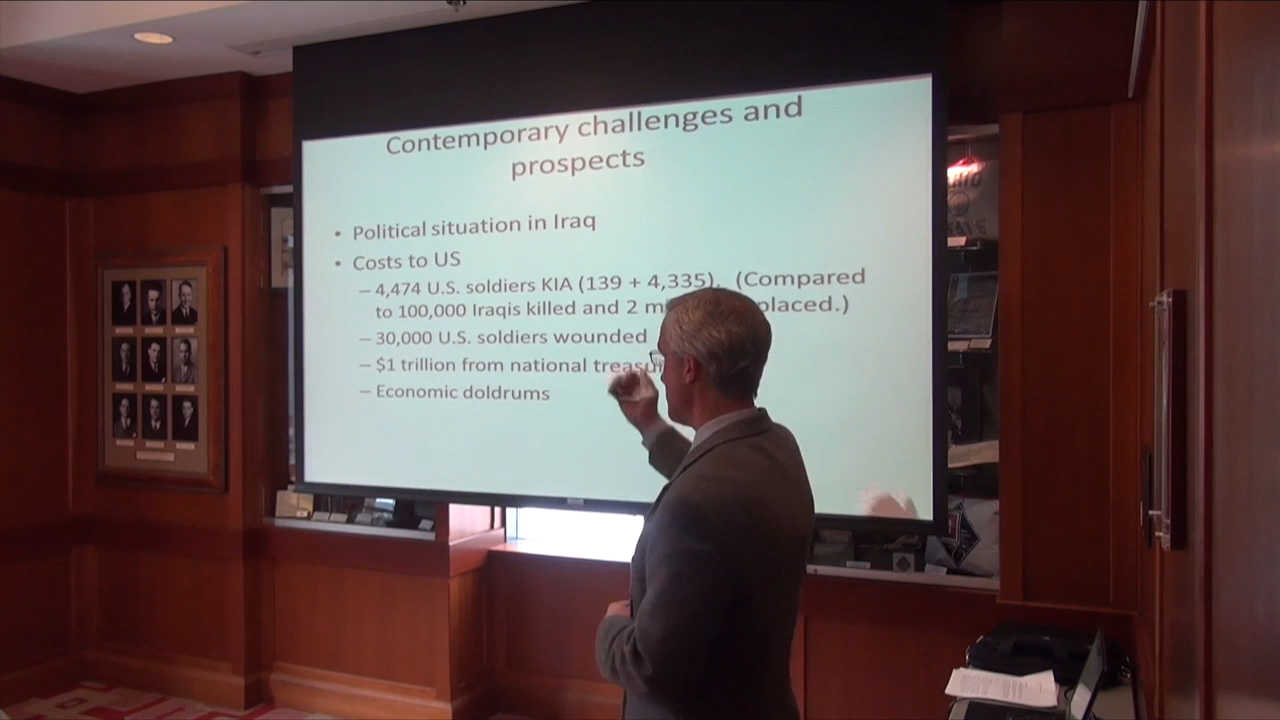 Contemporary challenges and
prospects
• Political situation in Iraq
• Costs to US
– 4,474 U.S. soldiers KIA (139 + 4,335). (Compared
to 100,000 Iraqis killed and 2
– 30,000 U.S. soldiers wounded
– $1 trillion from national
– Economic doldrums